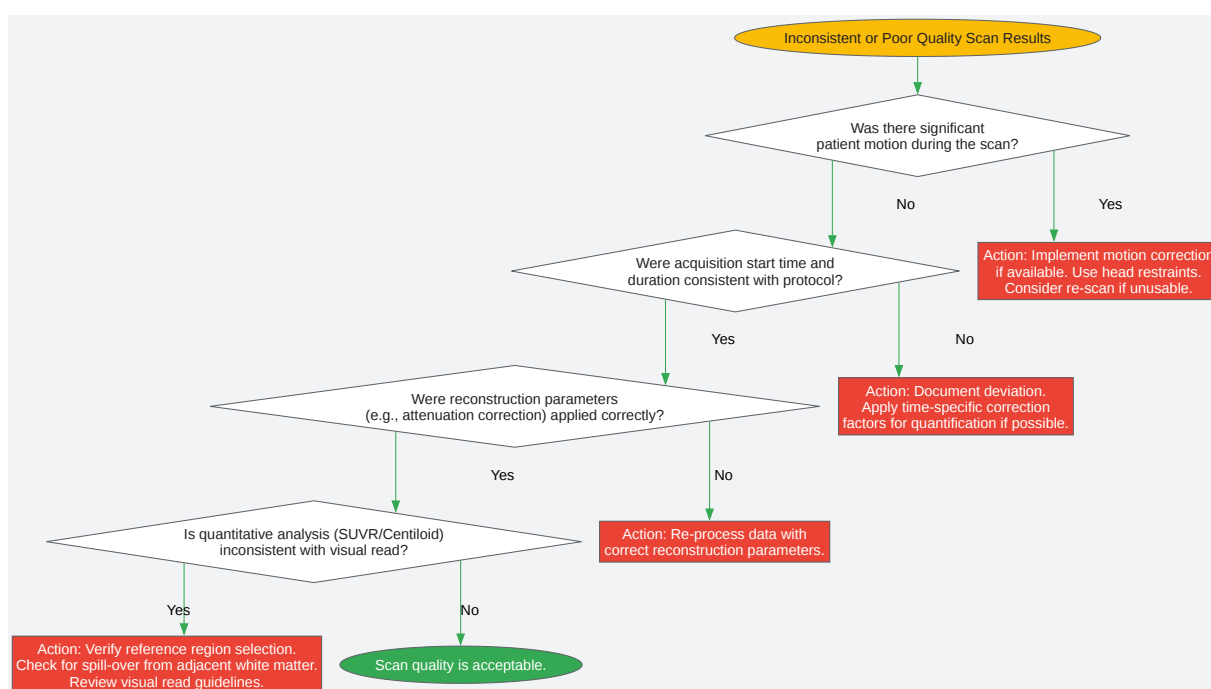 Inconsistent or Poor Quality Scan Results
Was there significant
patient motion during the scan?
No
Yes
Action: Implement motion correction
if available. Use head restraints.
Consider re-scan if unusable.
Were acquisition start time and
duration consistent with protocol?
Yes
No
Action: Document deviation.
Apply time-specific correction
factors for quantification if possible.
Were reconstruction parameters
(e.g., attenuation correction) applied correctly?
Yes
No
Action: Re-process data with
correct reconstruction parameters.
Is quantitative analysis (SUVR/Centiloid)
inconsistent with visual read?
Yes
No
Action: Verify reference region selection.
Check for spill-over from adjacent white matter.
Review visual read guidelines.
Scan quality is acceptable.